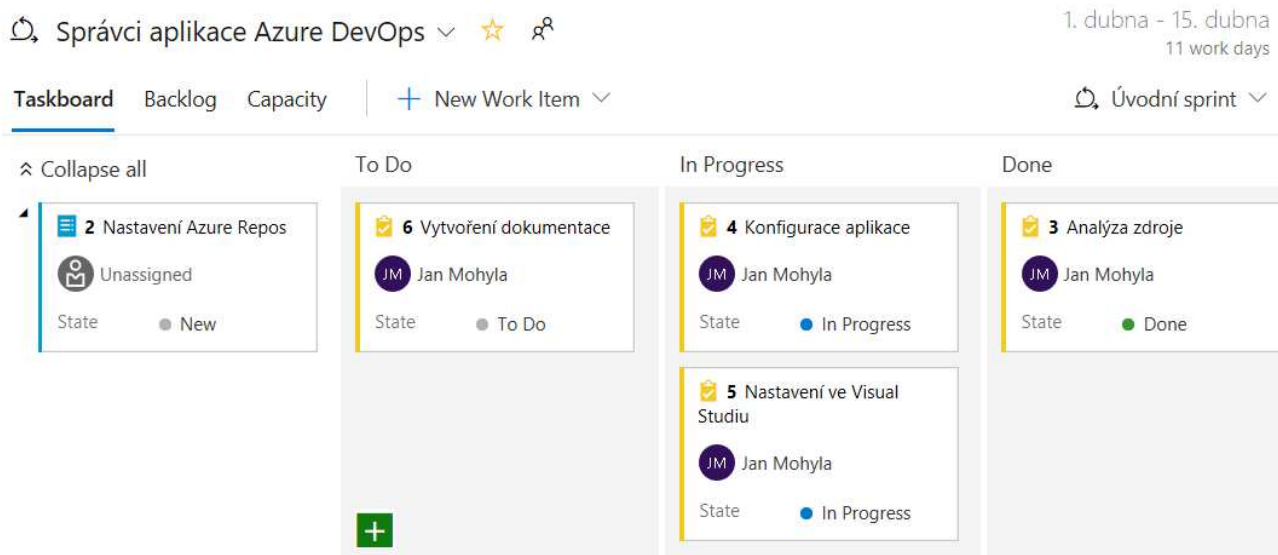 Správci aplikace Azure DevOps
1. dubna - 15. dubna
11 work days
Taskboard Backlog Capacity New Work Item Úvodní sprint
Collapse all To Do In Progress Done
2 Nastavení Azure Repos
Unassigned
State New
6 Vytvoření dokumentace
JM Jan Mohyla
State To Do
4 Konfigurace aplikace
JM Jan Mohyla
State In Progress
5 Nastavení ve Visual
Studiu
JM Jan Mohyla
State In Progress
3 Analýza zdroje
JM Jan Mohyla
State Done